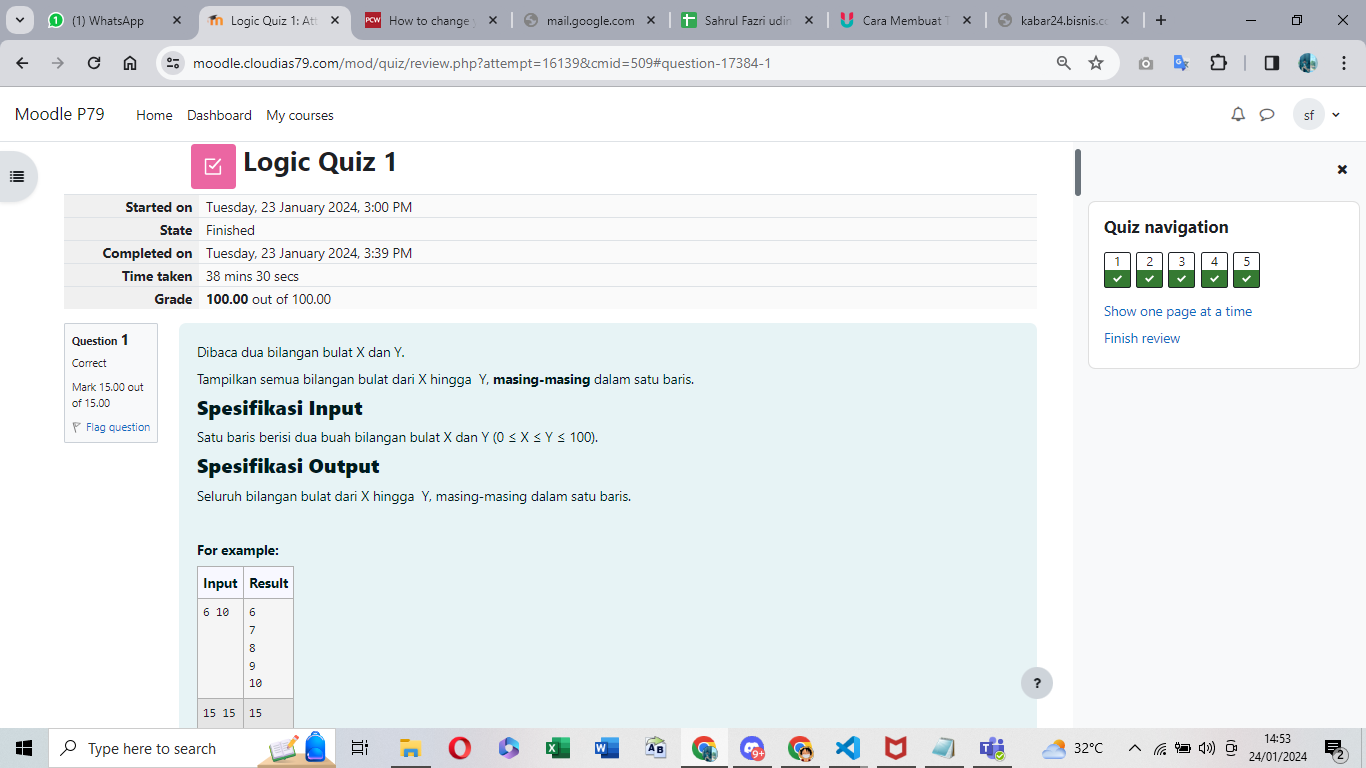 (1) WhatsApp
Logic Quiz 1: Att
How to change y
mail.google.com
Sahrul Fazri udin
Cara Membuat T
kabar24.bisnis.co
moodle.cloudias79.com/mod/quiz/review.php?attempt=16139&cmid=509#question-17384-1
Moodle P79
Home
Dashboard
My courses
sf
Logic Quiz 1
Started on Tuesday, 23 January 2024, 3:00 PM
State Finished
Completed on Tuesday, 23 January 2024, 3:39 PM
Time taken 38 mins 30 secs
Grade 100.00 out of 100.00
Quiz navigation
1 2 3 4 5
Show one page at a time
Finish review
Question 1
Correct
Mark 15.00 out
of 15.00
Flag question
Dibaca dua bilangan bulat X dan Y.
Tampilkan semua bilangan bulat dari X hingga  Y, masing-masing dalam satu baris.
Spesifikasi Input
Satu baris berisi dua buah bilangan bulat X dan Y (0 ≤ X ≤ Y ≤ 100).
Spesifikasi Output
Seluruh bilangan bulat dari X hingga  Y, masing-masing dalam satu baris.
For example:
Input Result
6 10 6
7
8
9
10
15 15 15
?
Type here to search
32°C
14:53
24/01/2024
2